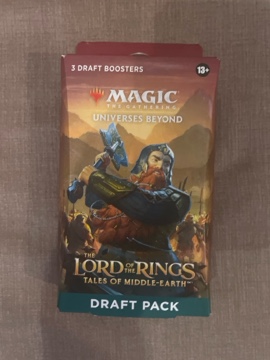 3 DRAFT BOOSTERS
13+
MAGIC
THE GATHERING
UNIVERSES BEYOND
THE
LORD OF THE RINGS
TALES OF MIDDLE-EARTH™
DRAFT PACK